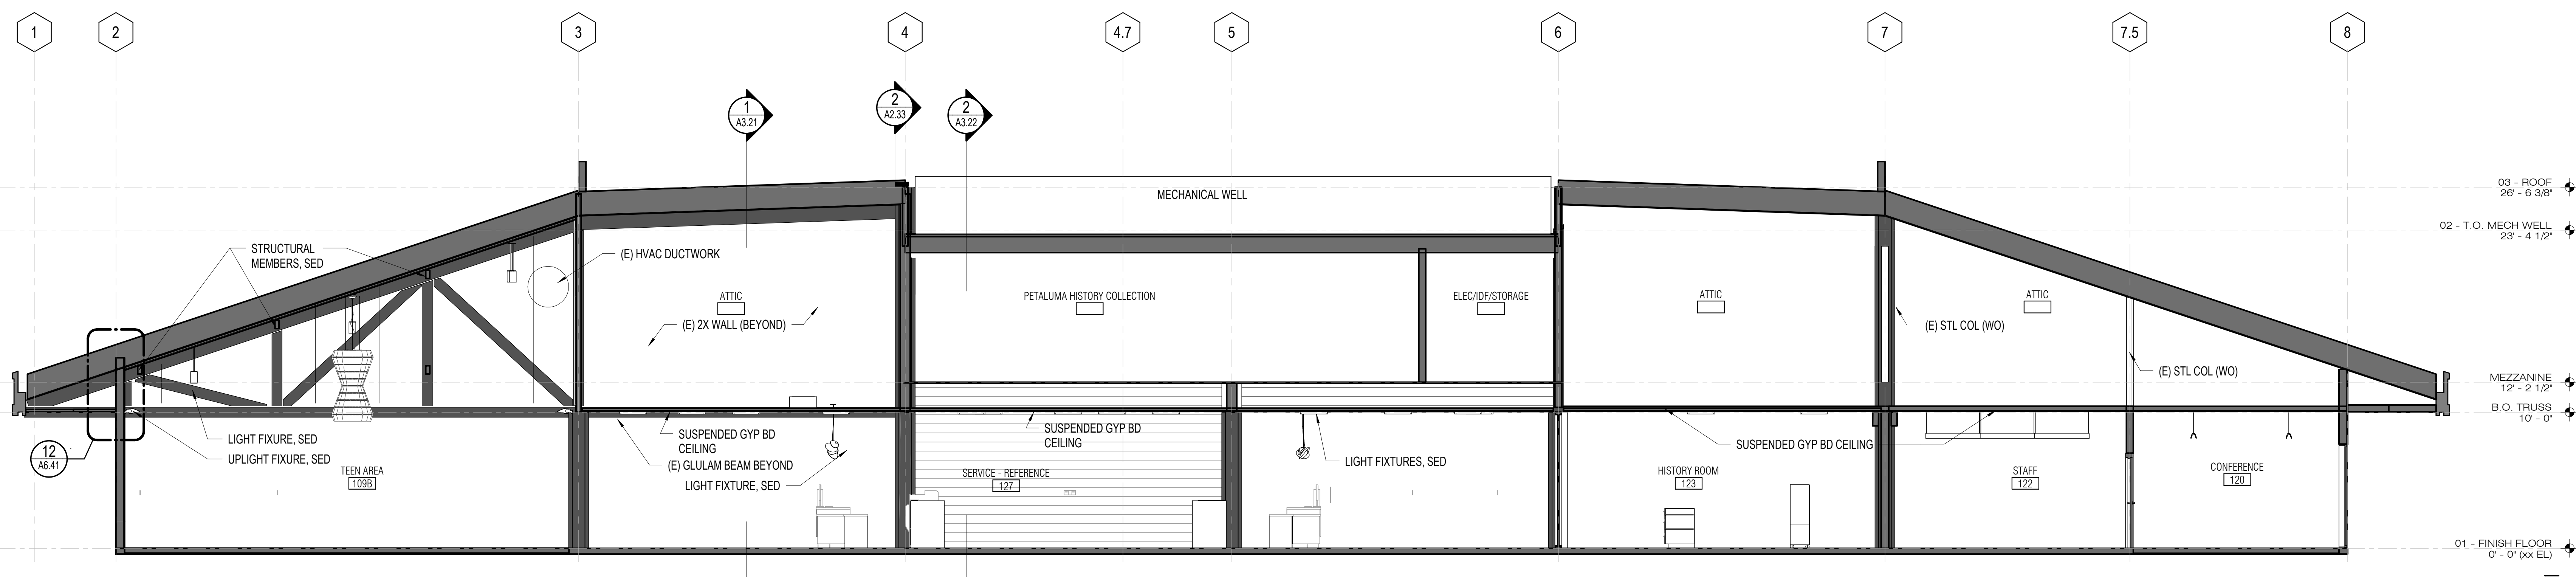 1
2
3
4
4.7
5
6
7
7.5
8
1
A3.21
2
A2.33
2
A3.22
MECHANICAL WELL
03 - ROOF
26' - 6 3/8"
02 - T.O. MECH WELL
23' - 4 1/2"
STRUCTURAL
MEMBERS, SED
(E) HVAC DUCTWORK
ATTIC
PETALUMA HISTORY COLLECTION
ELEC/IDF/STORAGE
ATTIC
ATTIC
(E) 2X WALL (BEYOND)
(E) STL COL (WO)
(E) STL COL (WO)
MEZZANINE
12' - 2 1/2"
B.O. TRUSS
10' - 0"
12
A6.41
LIGHT FIXTURE, SED
UPLIGHT FIXTURE, SED
TEEN AREA
109B
SUSPENDED GYP BD
CEILING
(E) GLULAM BEAM BEYOND
LIGHT FIXTURE, SED
SUSPENDED GYP BD
CEILING
SERVICE - REFERENCE
127
LIGHT FIXTURES, SED
SUSPENDED GYP BD CEILING
HISTORY ROOM
123
STAFF
122
CONFERENCE
120
01 - FINISH FLOOR
0' - 0" (xx EL)